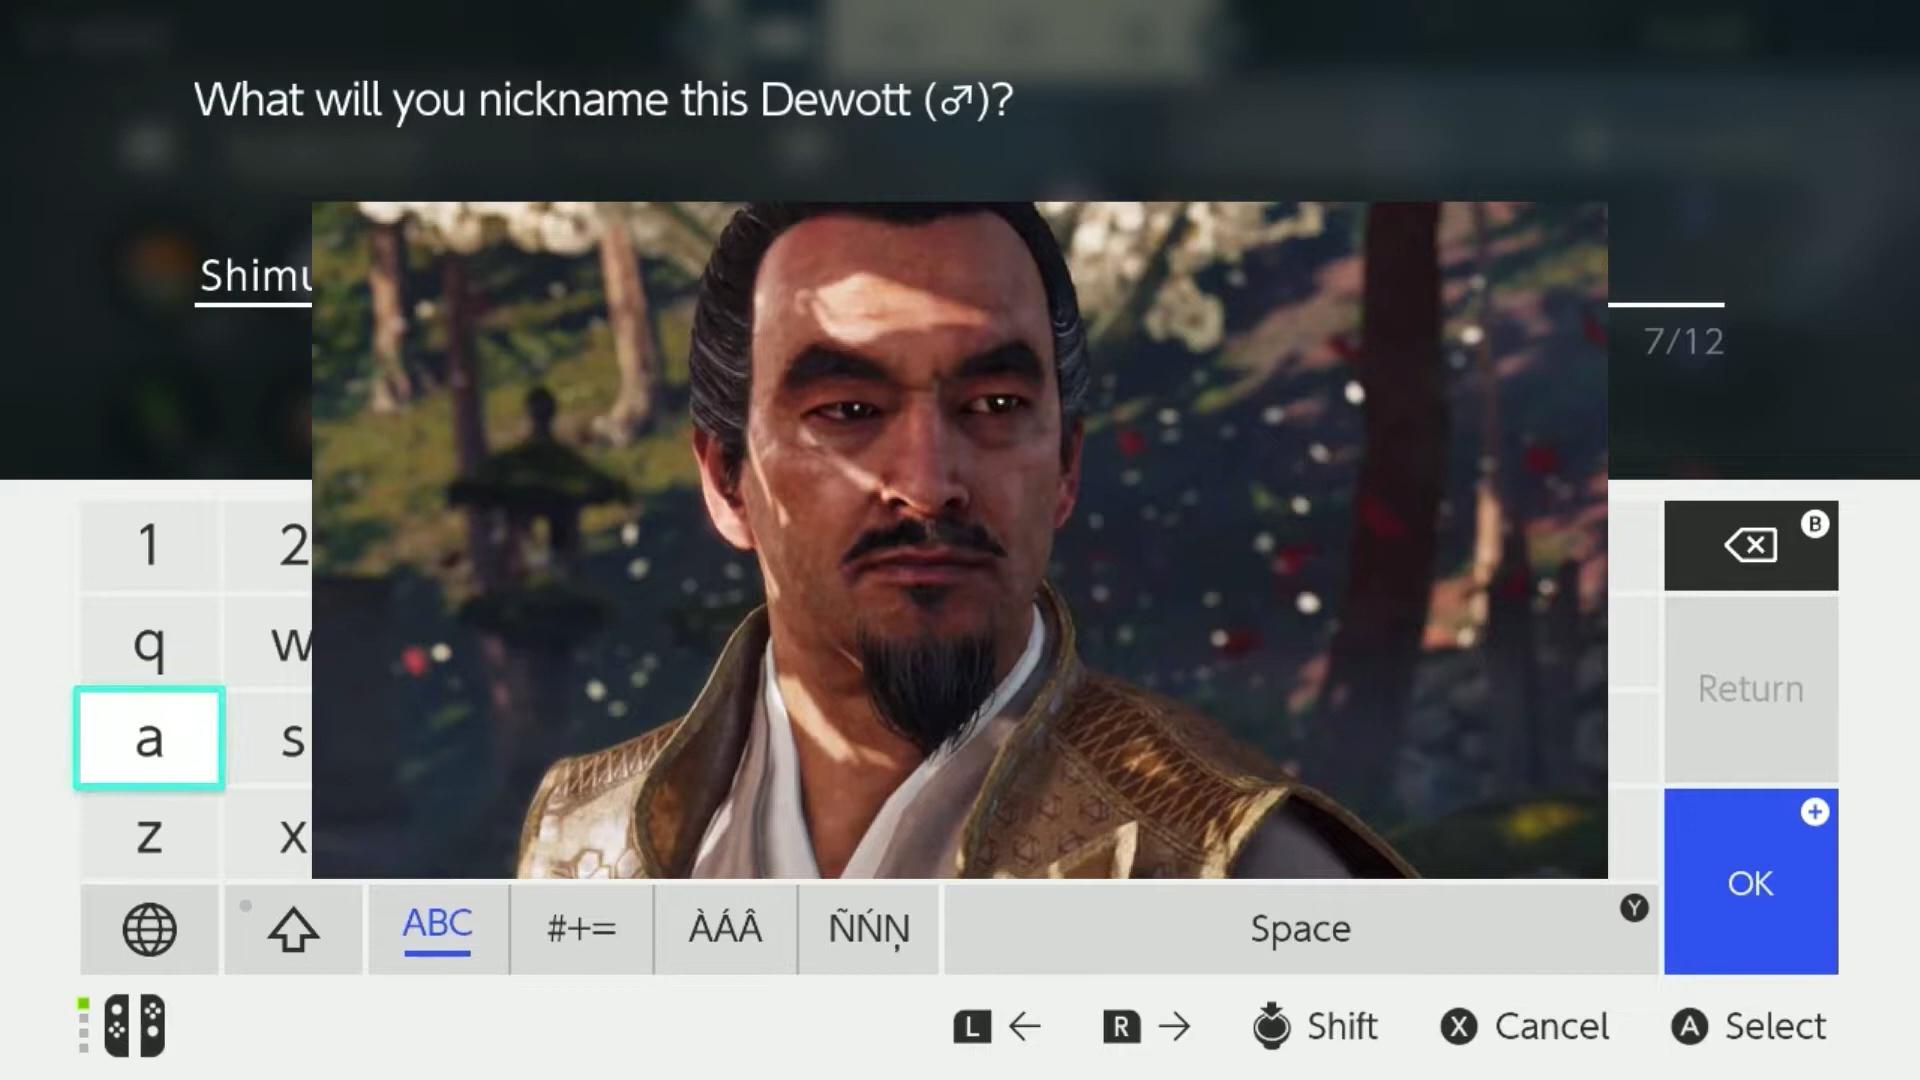 What will you nickname this Dewott (♂)?
Shimu
7/12
1 2
q w
a s
z x
B
Return
+
OK
ABC #+= ÀÁÂ ÑŃŅ Space Y
L ← R → Shift X Cancel A Select